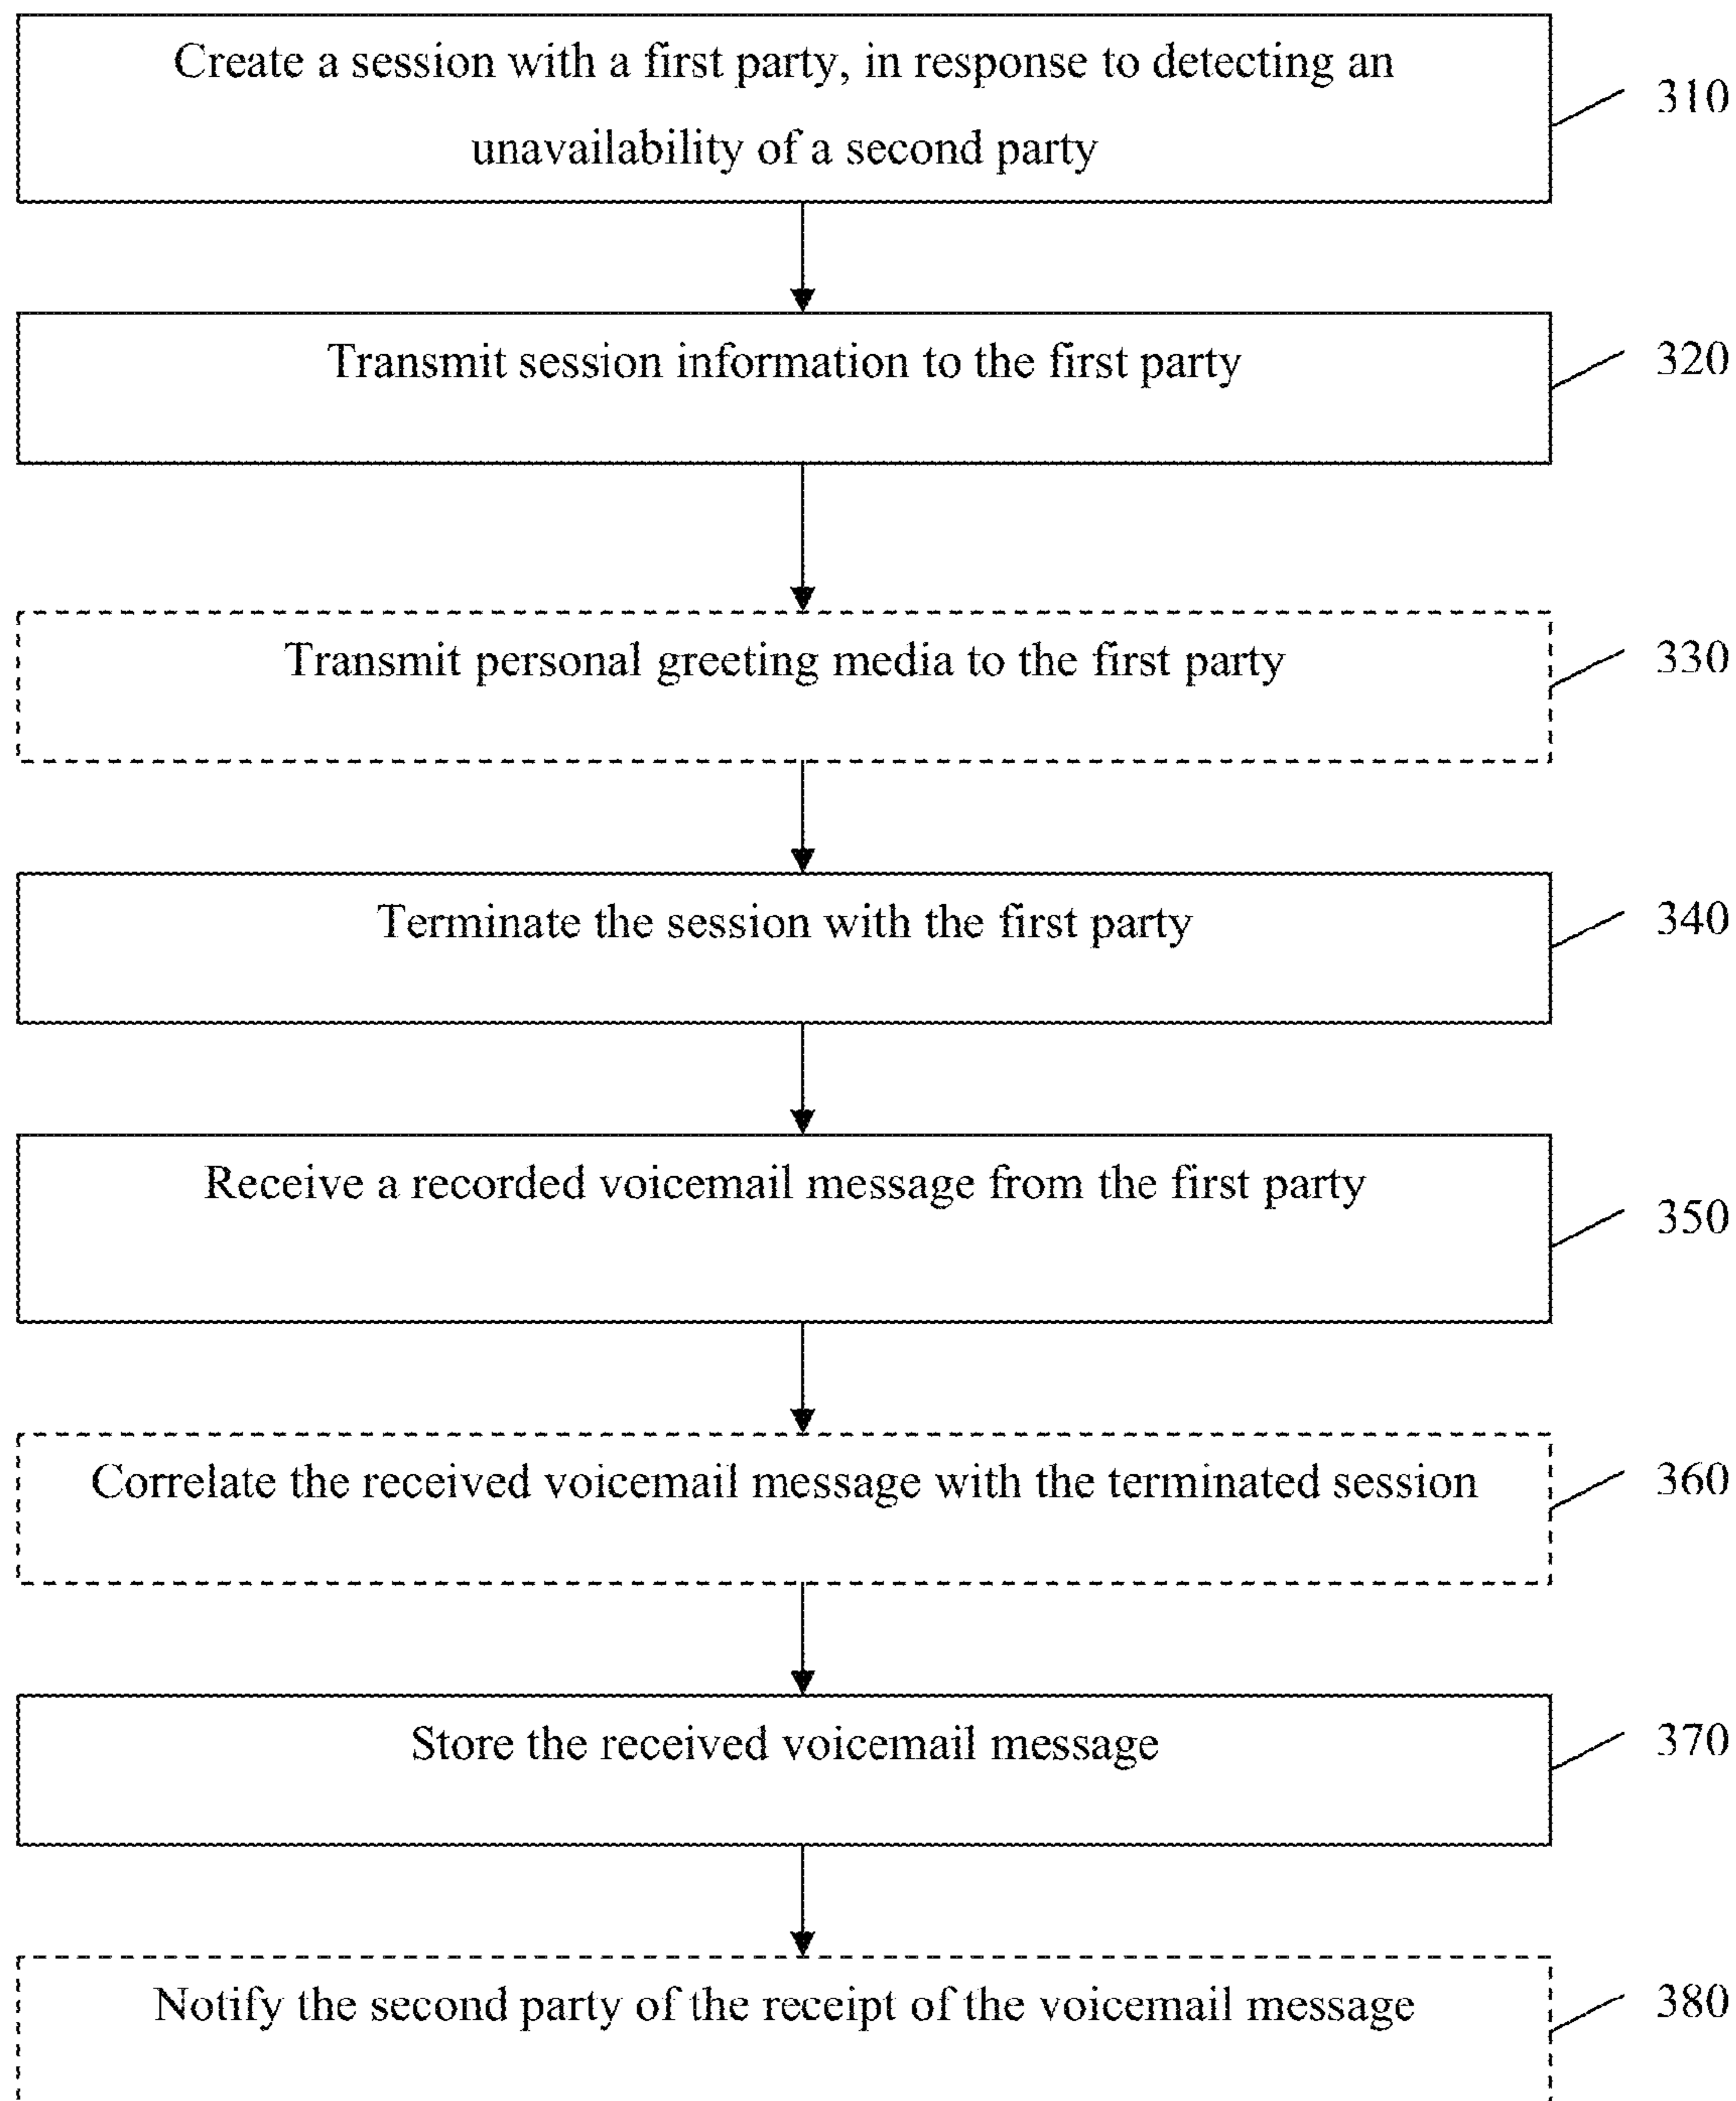 Create a session with a first party, in response to detecting an
unavailability of a second party
310
Transmit session information to the first party
320
Transmit personal greeting media to the first party
330
Terminate the session with the first party
340
Receive a recorded voicemail message from the first party
350
Correlate the received voicemail message with the terminated session
360
Store the received voicemail message
370
Notify the second party of the receipt of the voicemail message
380